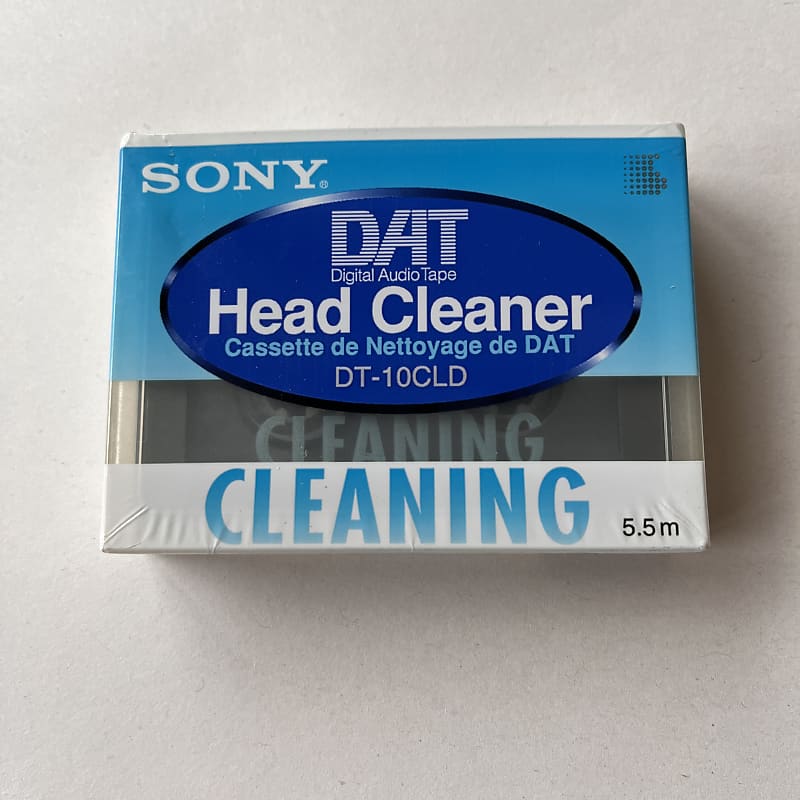 SONY®
DAT
Digital Audio Tape
Head Cleaner
Cassette de Nettoyage de DAT
DT-10CLD
CLEANING
CLEANING
5.5m